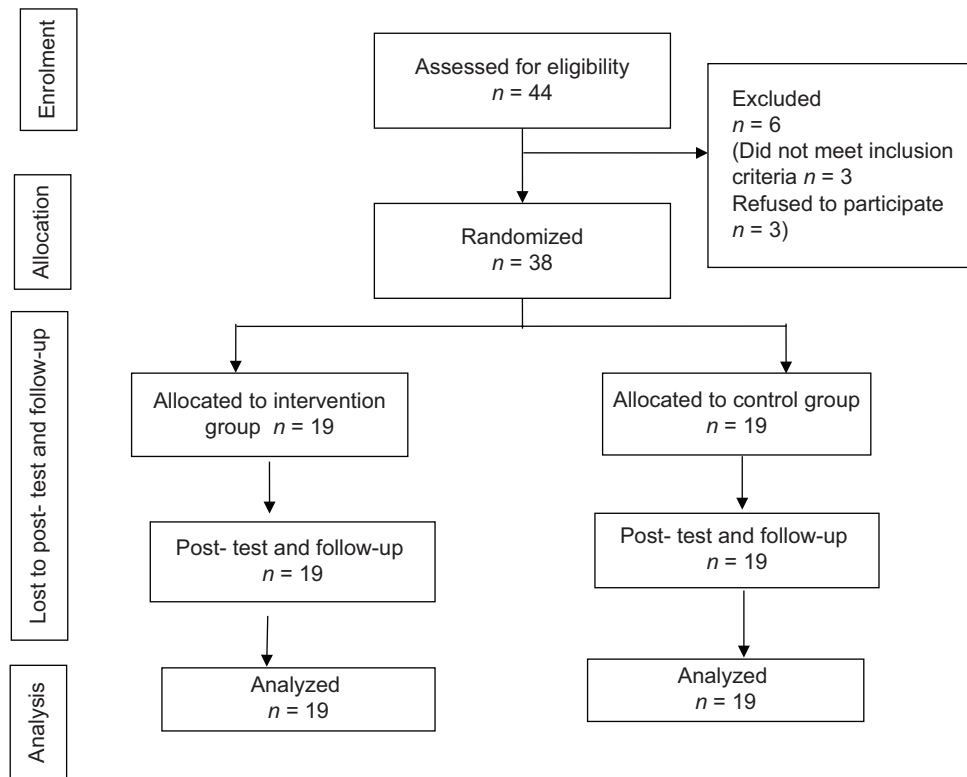 Enrolment
Assessed for eligibility
n = 44
Excluded
n = 6
(Did not meet inclusion
criteria n = 3
Refused to participate
n = 3)
Allocation
Randomized
n = 38
Lost to post- test and follow-up
Allocated to intervention
group n = 19
Allocated to control group
n = 19
Post- test and follow-up
n = 19
Post- test and follow-up
n = 19
Analysis
Analyzed
n = 19
Analyzed
n = 19